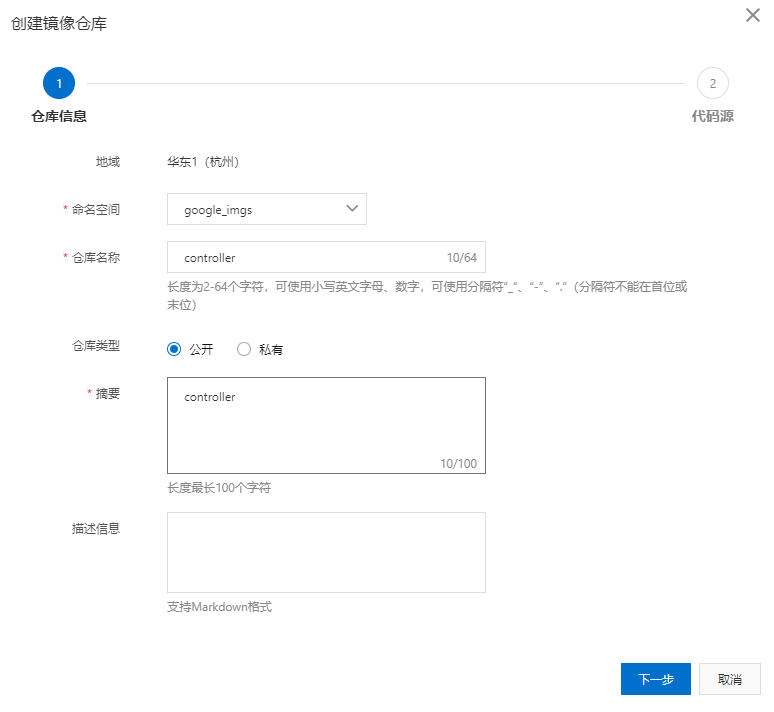 创建镜像仓库
1
2
仓库信息
代码源
地域
华东1（杭州）
* 命名空间
google_imgs
* 仓库名称
controller
10/64
长度为2-64个字符，可使用小写英文字母、数字，可使用分隔符“_”、“-”、“.”（分隔符不能在首位或
末位）
仓库类型
公开
私有
* 摘要
controller
10/100
长度最长100个字符
描述信息
支持Markdown格式
下一步
取消